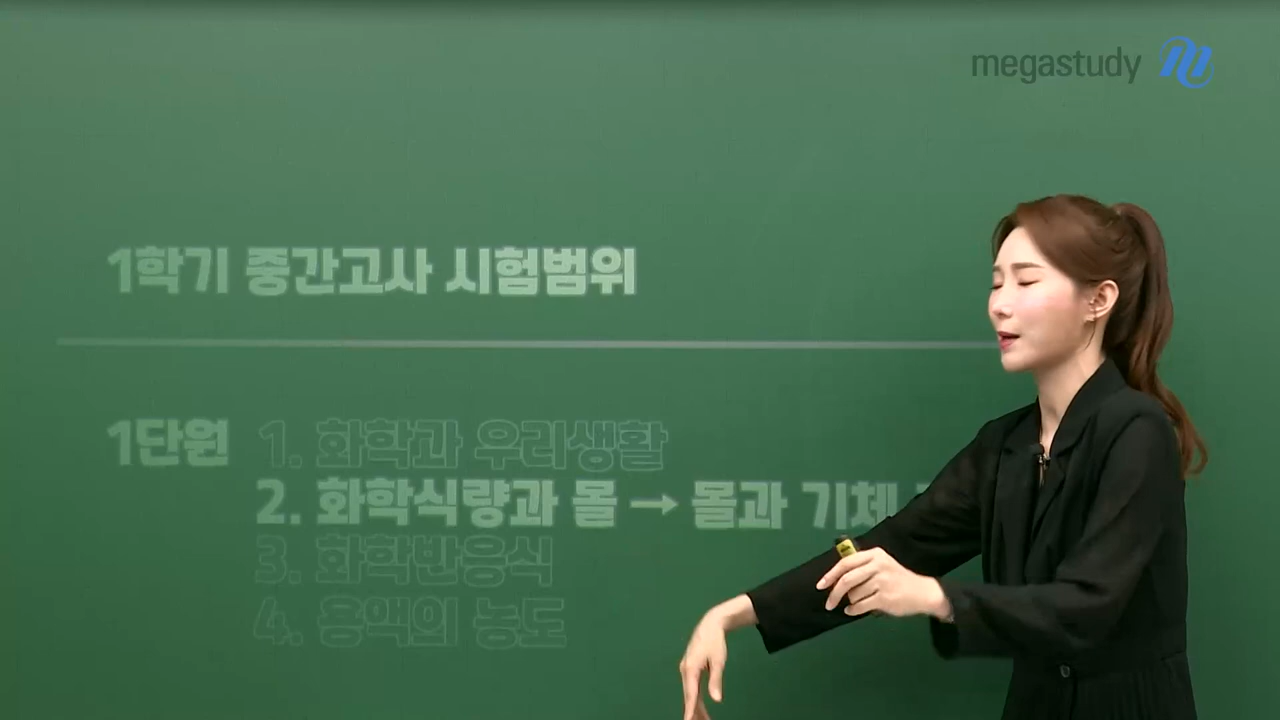 megastudy
1학기 중간고사 시험범위
1단원 1. 화학과 우리생활
2. 화학식량과 몰 → 몰과 기체
3. 화학반응식
4. 용액의 농도